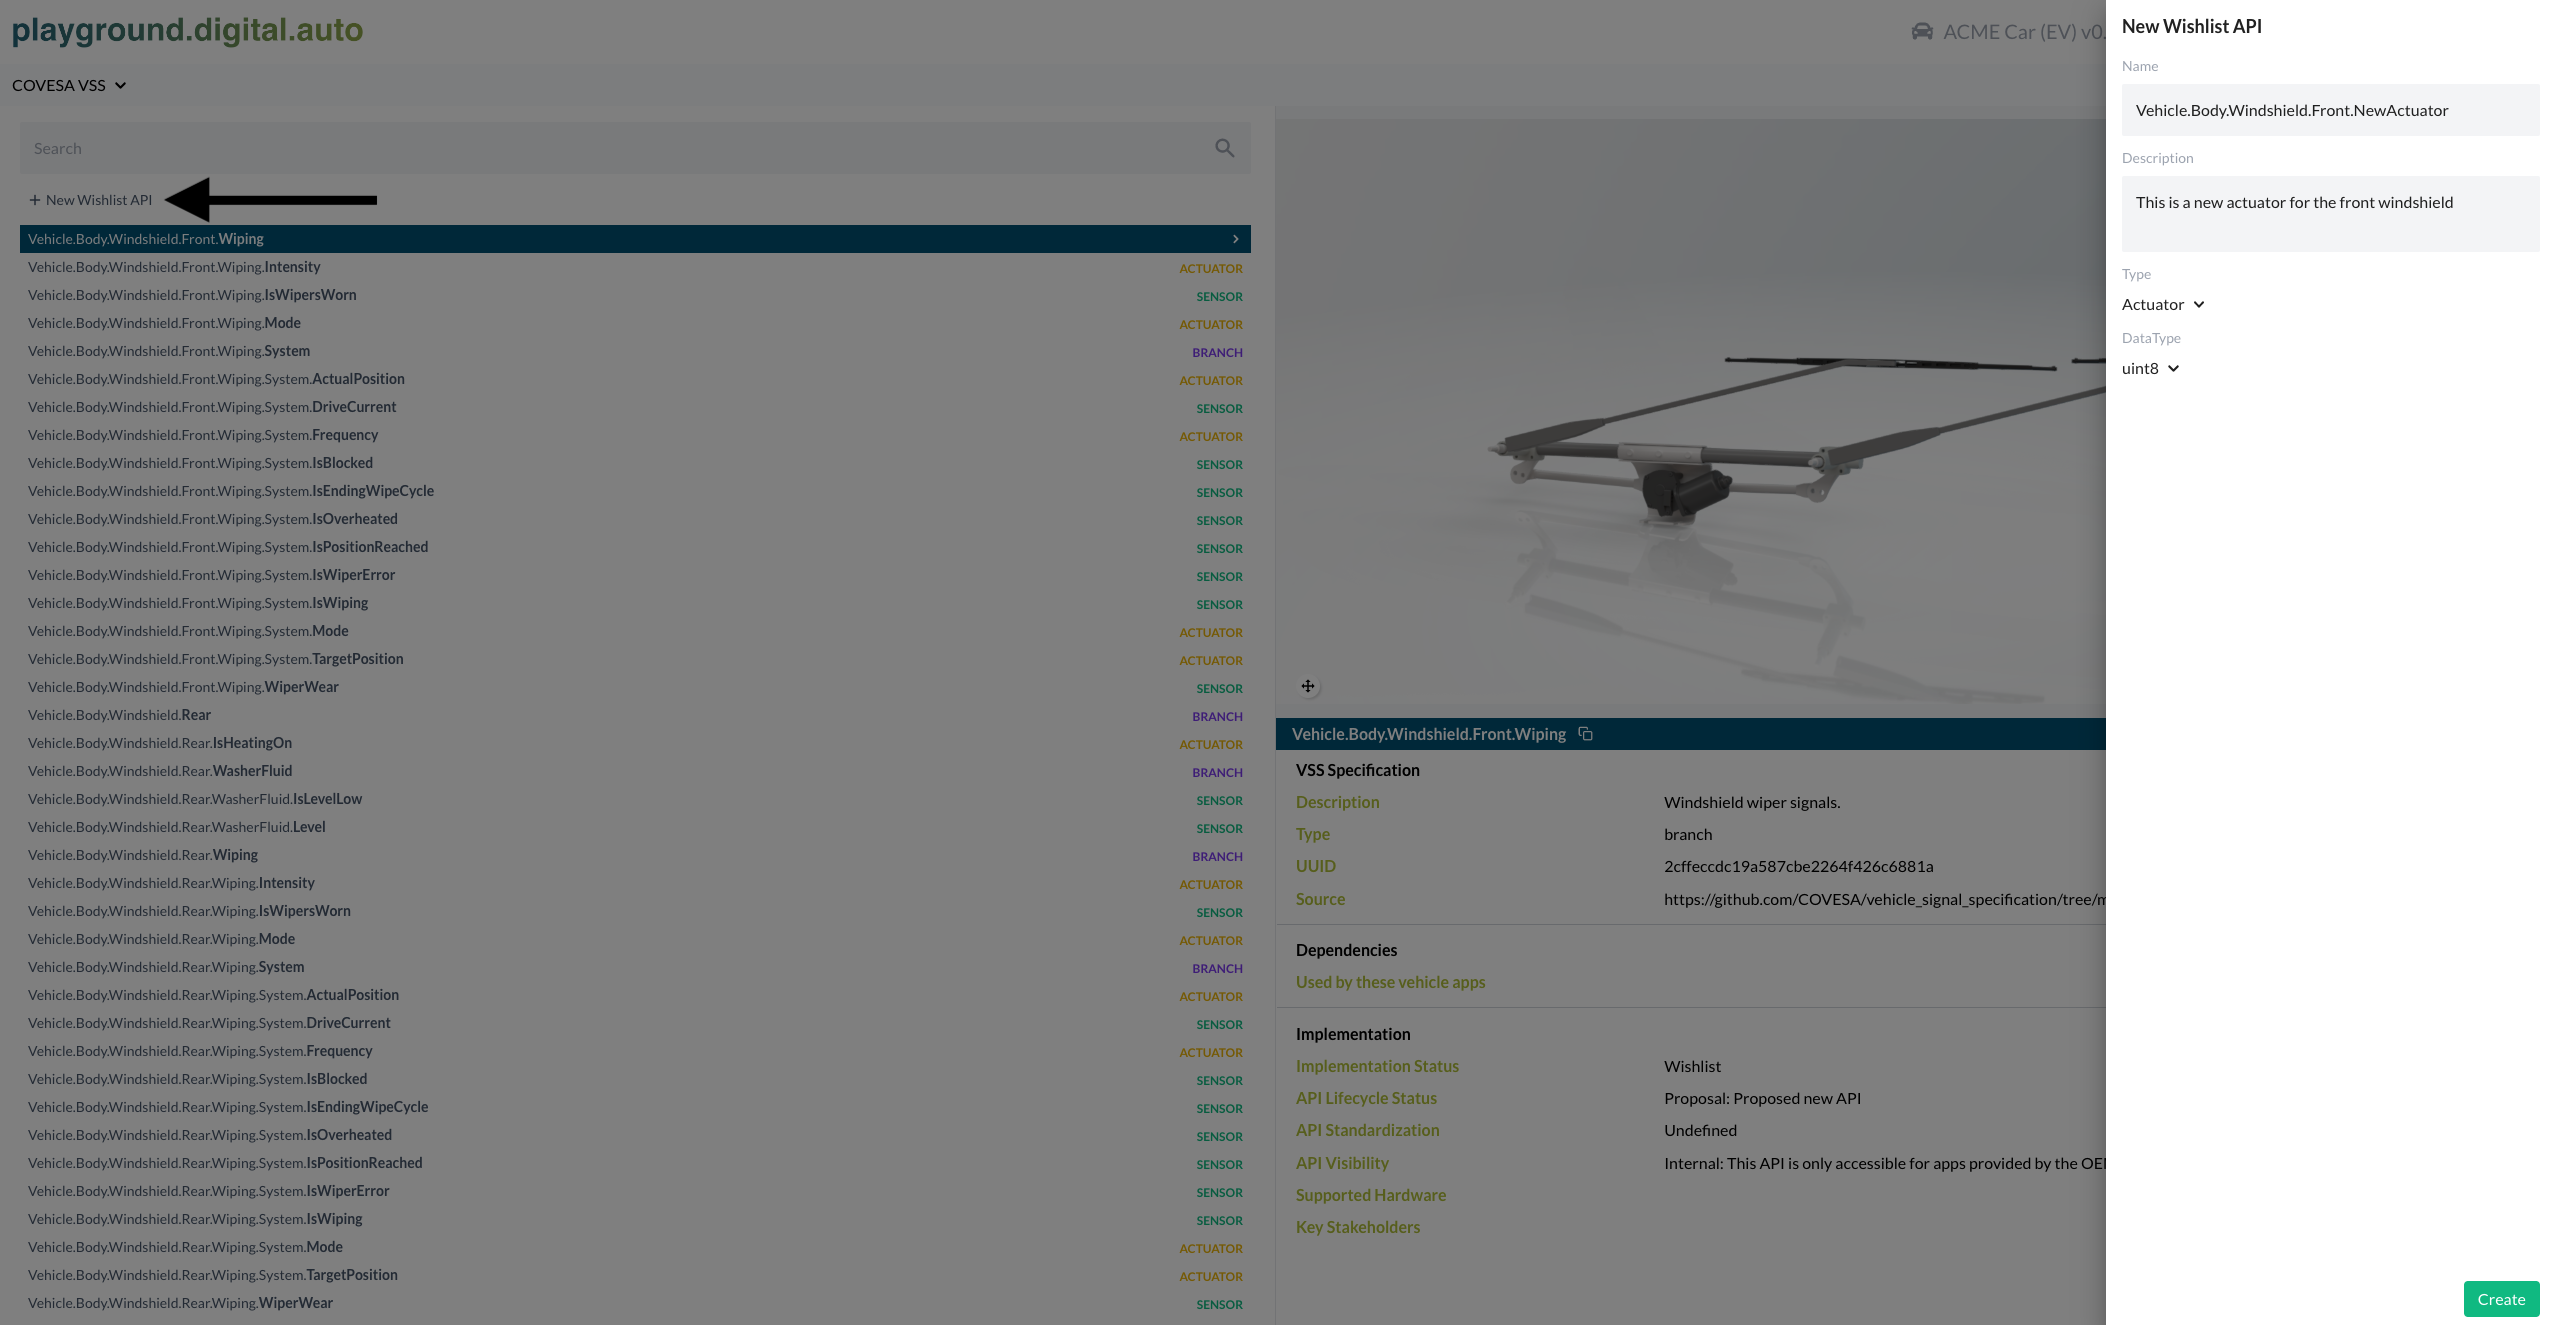 playground.digital.auto
ACME Car (EV) v0.
COVESA VSS
Search
+ New Wishlist API
Vehicle.Body.Windshield.Front.Wiping
Vehicle.Body.Windshield.Front.Wiping.Intensity ACTUATOR
Vehicle.Body.Windshield.Front.Wiping.IsWipersWorn SENSOR
Vehicle.Body.Windshield.Front.Wiping.Mode ACTUATOR
Vehicle.Body.Windshield.Front.Wiping.System BRANCH
Vehicle.Body.Windshield.Front.Wiping.System.ActualPosition ACTUATOR
Vehicle.Body.Windshield.Front.Wiping.System.DriveCurrent SENSOR
Vehicle.Body.Windshield.Front.Wiping.System.Frequency ACTUATOR
Vehicle.Body.Windshield.Front.Wiping.System.IsBlocked SENSOR
Vehicle.Body.Windshield.Front.Wiping.System.IsEndingWipeCycle SENSOR
Vehicle.Body.Windshield.Front.Wiping.System.IsOverheated SENSOR
Vehicle.Body.Windshield.Front.Wiping.System.IsPositionReached SENSOR
Vehicle.Body.Windshield.Front.Wiping.System.IsWiperError SENSOR
Vehicle.Body.Windshield.Front.Wiping.System.IsWiping SENSOR
Vehicle.Body.Windshield.Front.Wiping.System.Mode ACTUATOR
Vehicle.Body.Windshield.Front.Wiping.System.TargetPosition ACTUATOR
Vehicle.Body.Windshield.Front.Wiping.WiperWear SENSOR
Vehicle.Body.Windshield.Rear BRANCH
Vehicle.Body.Windshield.Rear.IsHeatingOn ACTUATOR
Vehicle.Body.Windshield.Rear.WasherFluid BRANCH
Vehicle.Body.Windshield.Rear.WasherFluid.IsLevelLow SENSOR
Vehicle.Body.Windshield.Rear.WasherFluid.Level SENSOR
Vehicle.Body.Windshield.Rear.Wiping BRANCH
Vehicle.Body.Windshield.Rear.Wiping.Intensity ACTUATOR
Vehicle.Body.Windshield.Rear.Wiping.IsWipersWorn SENSOR
Vehicle.Body.Windshield.Rear.Wiping.Mode ACTUATOR
Vehicle.Body.Windshield.Rear.Wiping.System BRANCH
Vehicle.Body.Windshield.Rear.Wiping.System.ActualPosition ACTUATOR
Vehicle.Body.Windshield.Rear.Wiping.System.DriveCurrent SENSOR
Vehicle.Body.Windshield.Rear.Wiping.System.Frequency ACTUATOR
Vehicle.Body.Windshield.Rear.Wiping.System.IsBlocked SENSOR
Vehicle.Body.Windshield.Rear.Wiping.System.IsEndingWipeCycle SENSOR
Vehicle.Body.Windshield.Rear.Wiping.System.IsOverheated SENSOR
Vehicle.Body.Windshield.Rear.Wiping.System.IsPositionReached SENSOR
Vehicle.Body.Windshield.Rear.Wiping.System.IsWiperError SENSOR
Vehicle.Body.Windshield.Rear.Wiping.System.IsWiping SENSOR
Vehicle.Body.Windshield.Rear.Wiping.System.Mode ACTUATOR
Vehicle.Body.Windshield.Rear.Wiping.System.TargetPosition ACTUATOR
Vehicle.Body.Windshield.Rear.Wiping.WiperWear SENSOR
Vehicle.Body.Windshield.Front.Wiping
VSS Specification
Description Windshield wiper signals.
Type branch
UUID 2cffeccdc19a587cbe2264f426c6881a
Source https://github.com/COVESA/vehicle_signal_specification/tree/m
Dependencies
Used by these vehicle apps
Implementation
Implementation Status Wishlist
API Lifecycle Status Proposal: Proposed new API
API Standardization Undefined
API Visibility Internal: This API is only accessible for apps provided by the OE
Supported Hardware
Key Stakeholders
New Wishlist API
Name
Vehicle.Body.Windshield.Front.NewActuator
Description
This is a new actuator for the front windshield
Type
Actuator
DataType
uint8
Create